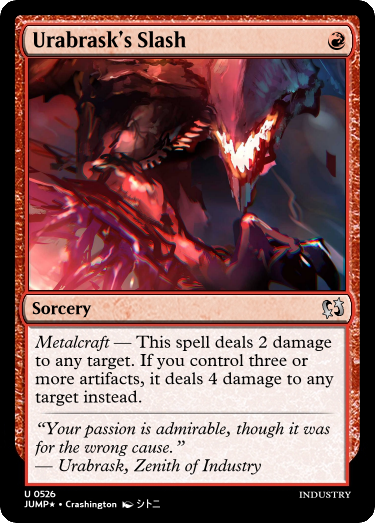 Urabrask's Slash
Sorcery
Metalcraft — This spell deals 2 damage
to any target. If you control three or
more artifacts, it deals 4 damage to any
target instead.
“Your passion is admirable, though it was
for the wrong cause.”
— Urabrask, Zenith of Industry
U 0526
INDUSTRY
JUMP★ • Crashington シトニ